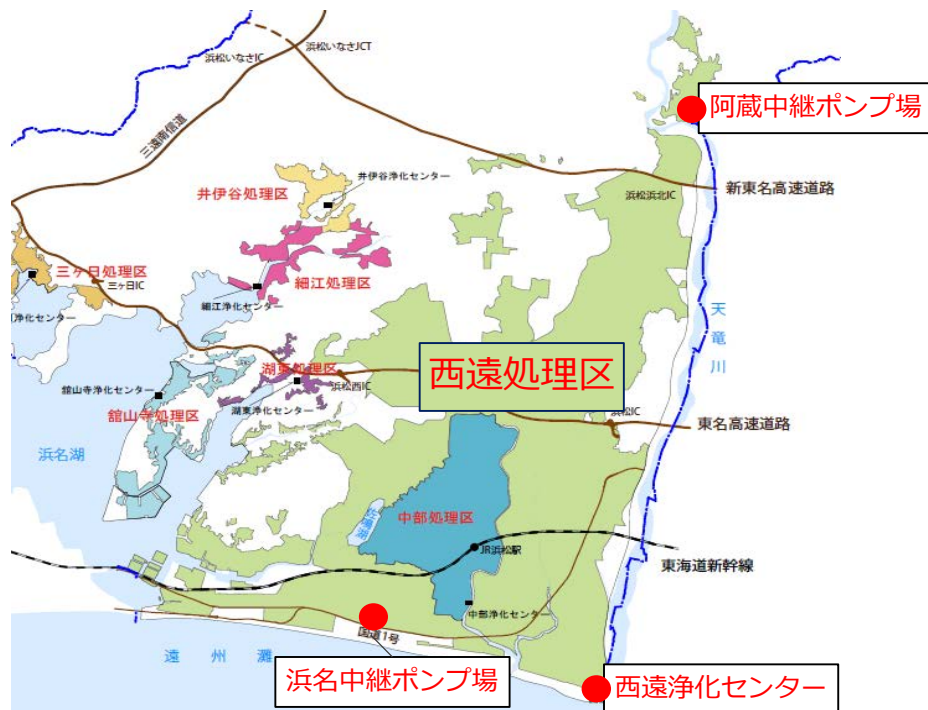 浜松いなさJCT
浜松いなさIC
阿蔵中継ポンプ場
三遠南信道
井伊谷浄化センター
井伊谷処理区
浜松浜北IC
新東名高速道路
三ヶ日処理区
三ヶ日IC
細江処理区
細江浄化センター
浄化センター
天竜川
湖東処理区
西遠処理区
浜松西IC
舘山寺浄化センター
湖東浄化センター
舘山寺処理区
浜松IC
東名高速道路
浜名湖
佐鳴湖
中部処理区
JR浜松駅
東海道新幹線
中部浄化センター
国道1号
遠州灘
浜名中継ポンプ場
西遠浄化センター